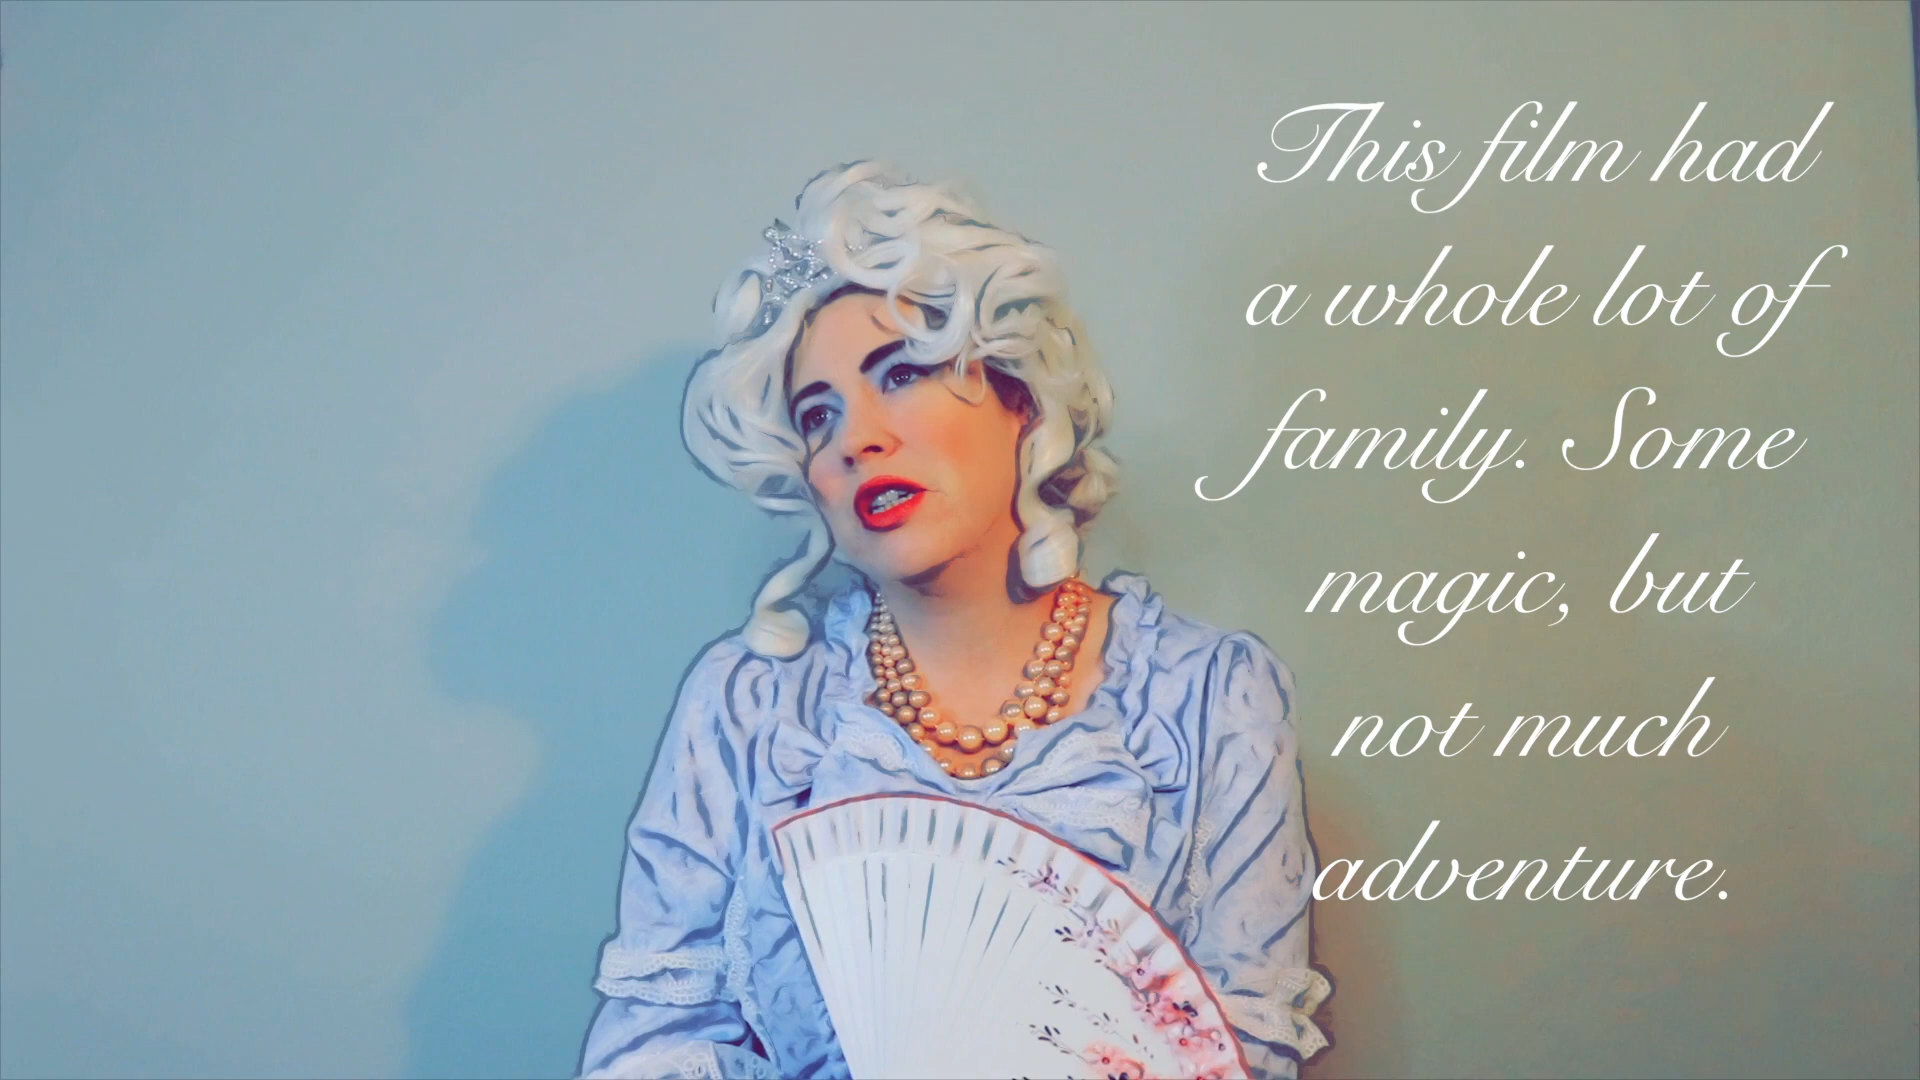 This film had
a whole lot of
family. Some
magic, but
not much
adventure.